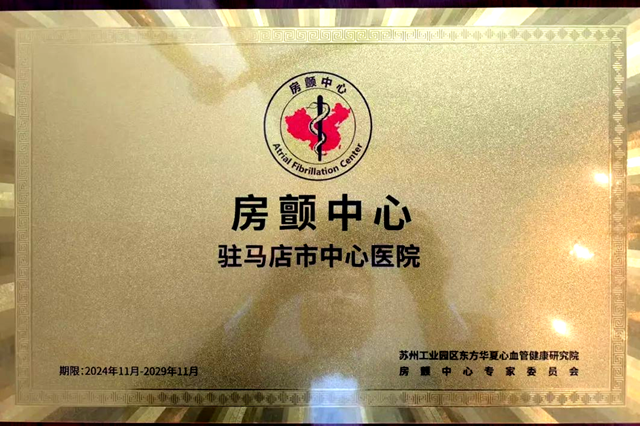 房颤中心
Atrial Fibrillation Center
房颤中心
驻马店市中心医院
苏州工业园区东方华夏心血管健康研究院
期限：2024年11月-2029年11月
房颤中心专家委员会